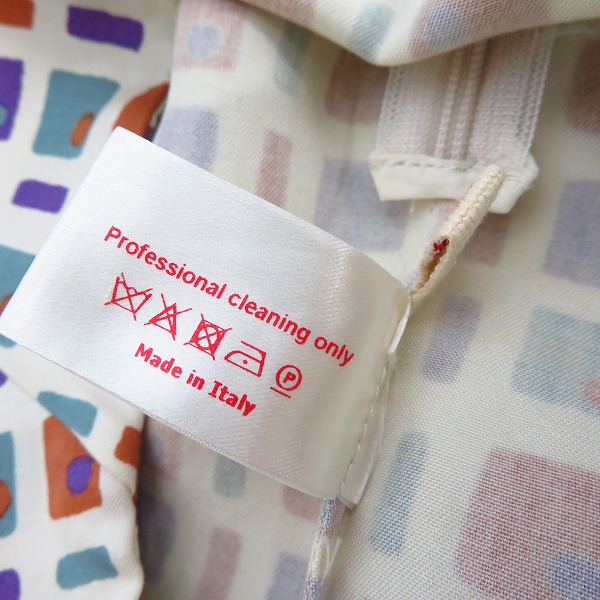 Professional cleaning only
P
Made in Italy